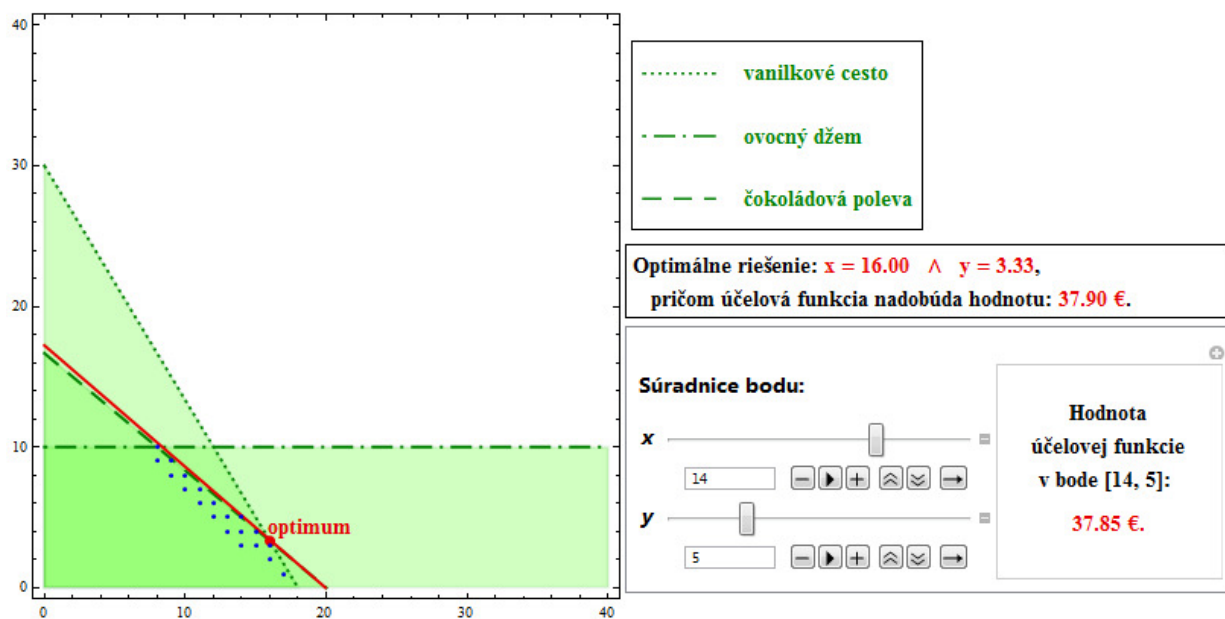 40
30
20
10
0
0
10
20
30
40
optimum
vanilkové cesto
ovocný džem
čokoládová poleva
Optimálne riešenie: x = 16.00 ∧ y = 3.33,
pričom účelová funkcia nadobúda hodnotu: 37.90 €.
Súradnice bodu:
x
14
y
5
Hodnota
účelovej funkcie
v bode [14, 5]:
37.85 €.